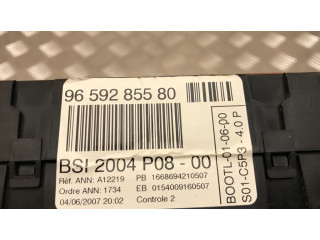 96 592 855 80
BSI 2004 P08 - 00
Réf. ANN: A12219 PB 1668694210507
Ordre ANN: 1734 EB 0154009160507
04/06/2007 20:02 Controle 2
BOOTL-01-06-00
S01-C5P3 - 4.0 P